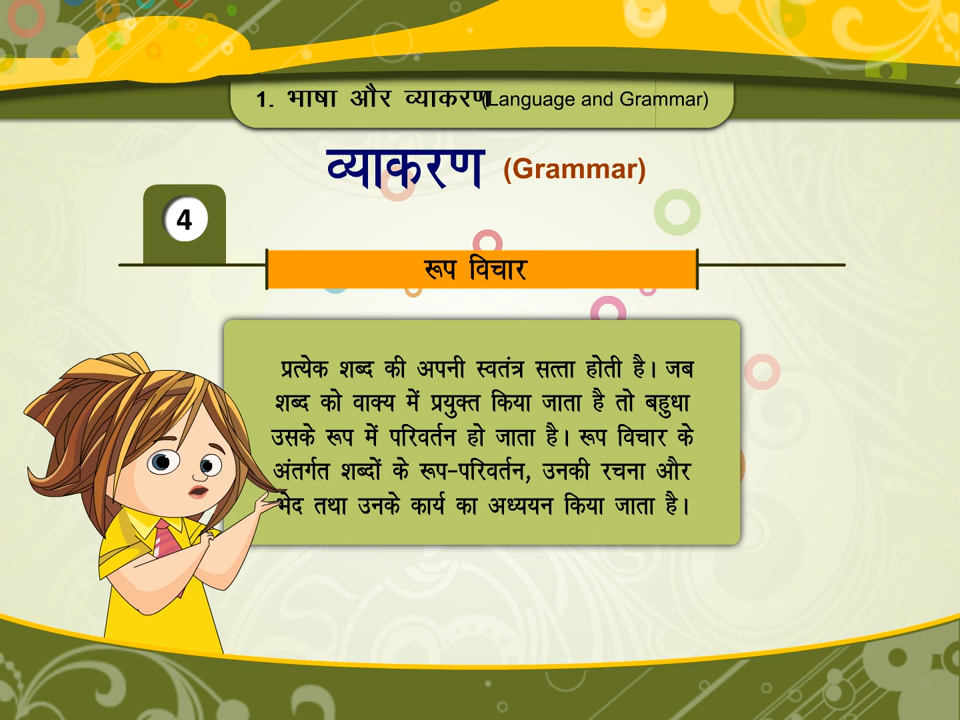 1. भाषा और व्याकरण (Language and Grammar)
व्याकरण (Grammar)
4
रूप विचार
प्रत्येक शब्द की अपनी स्वतंत्र सत्ता होती है। जब
शब्द को वाक्य में प्रयुक्त किया जाता है तो बहुधा
उसके रूप में परिवर्तन हो जाता है। रूप विचार के
अंतर्गत शब्दों के रूप-परिवर्तन, उनकी रचना और
भेद तथा उनके कार्य का अध्ययन किया जाता है।